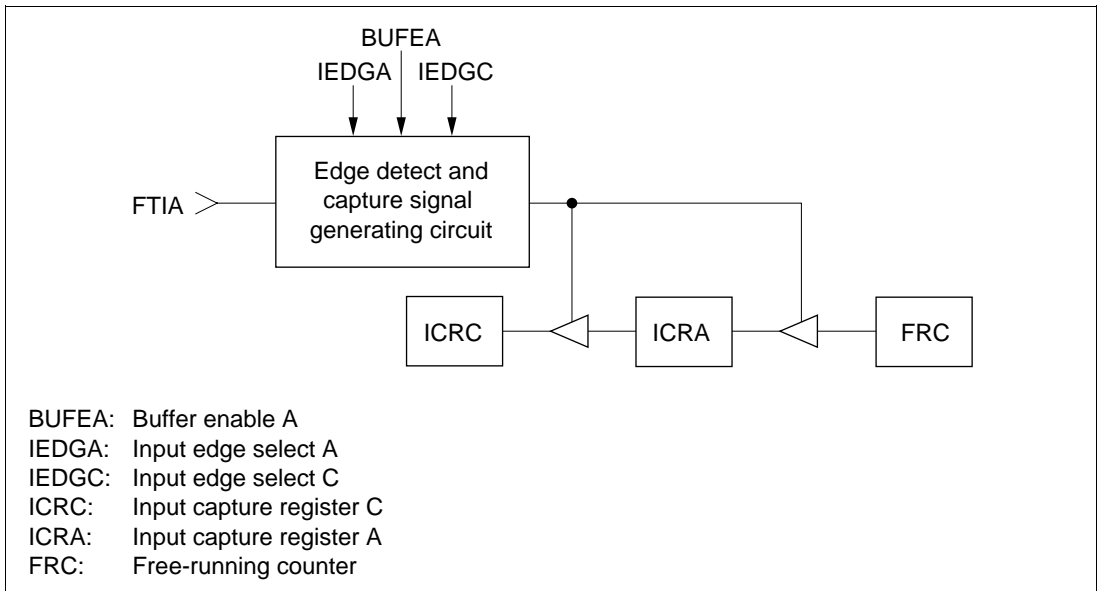 BUFEA
IEDGA IEDGC
FTIA
Edge detect and
capture signal
generating circuit
ICRC ICRA FRC
BUFEA: Buffer enable A
IEDGA: Input edge select A
IEDGC: Input edge select C
ICRC: Input capture register C
ICRA: Input capture register A
FRC: Free-running counter